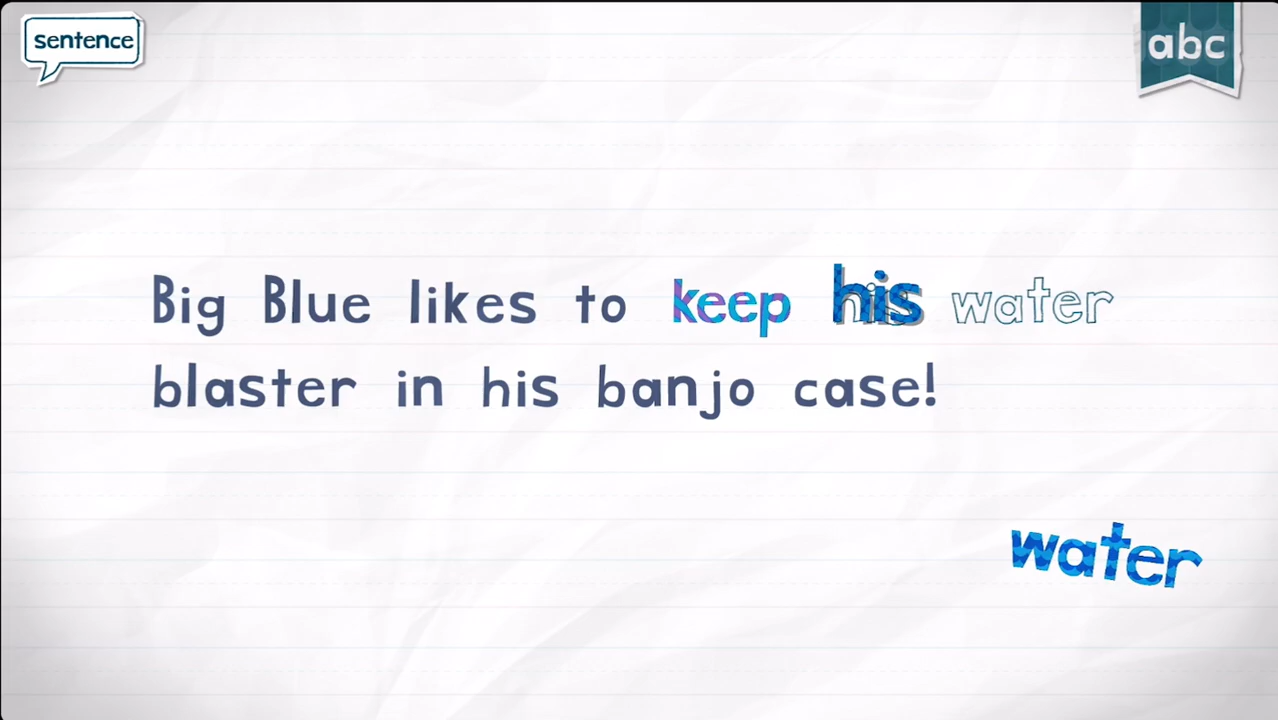 sentence
abc
Big Blue likes to keep his water
blaster in his banjo case!
water